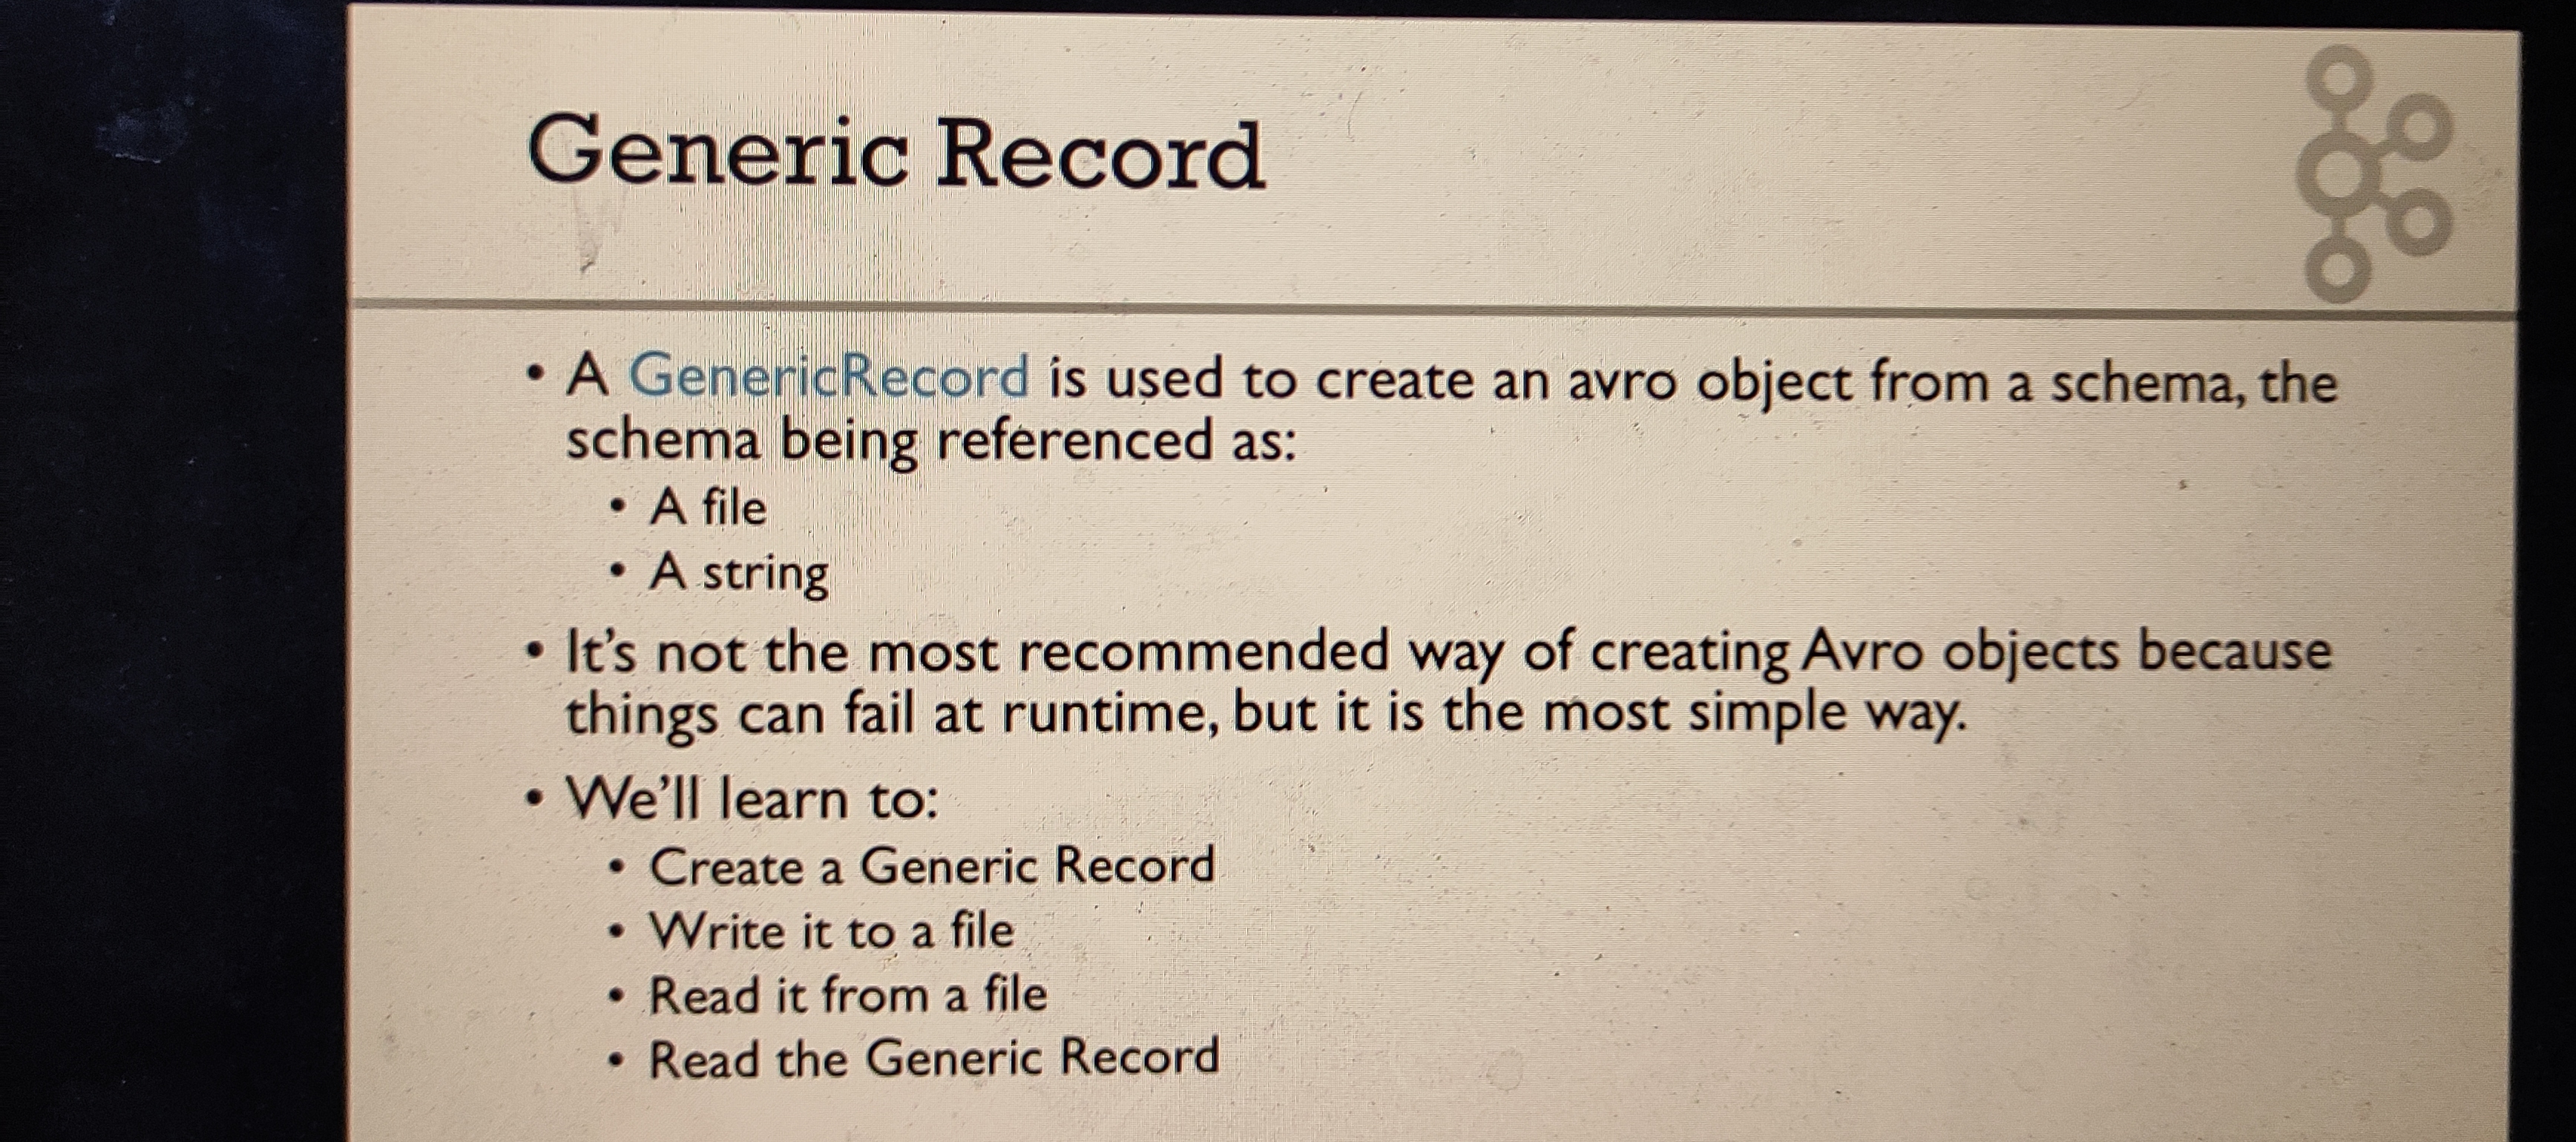 Generic Record
• A GenericRecord is used to create an avro object from a schema, the
schema being referenced as:
• A file
• A string
• It's not the most recommended way of creating Avro objects because
things can fail at runtime, but it is the most simple way.
• We'll learn to:
• Create a Generic Record
• Write it to a file
• Read it from a file
• Read the Generic Record